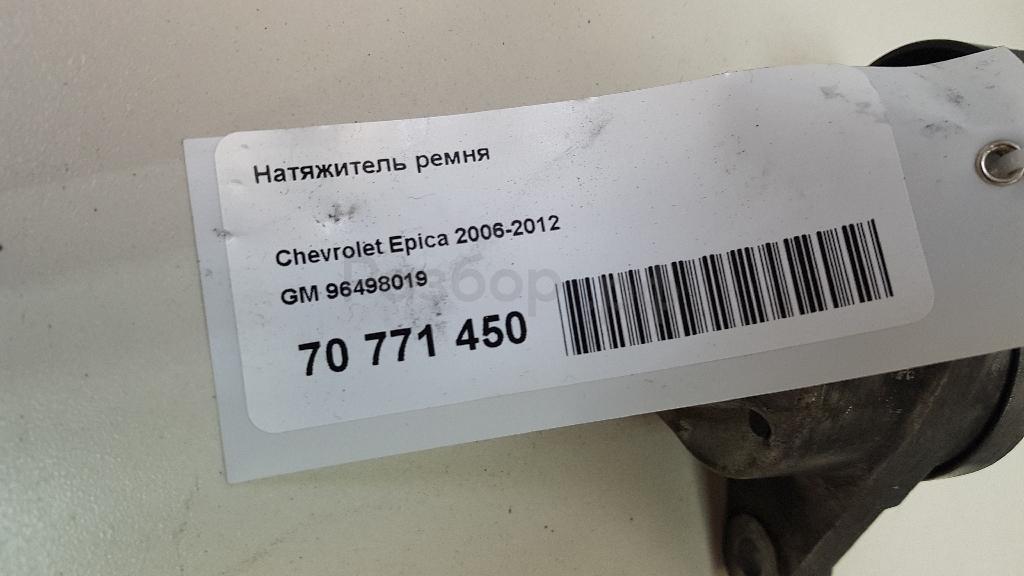 Натяжитель ремня
Chevrolet Epica 2006-2012
GM 96498019
70 771 450